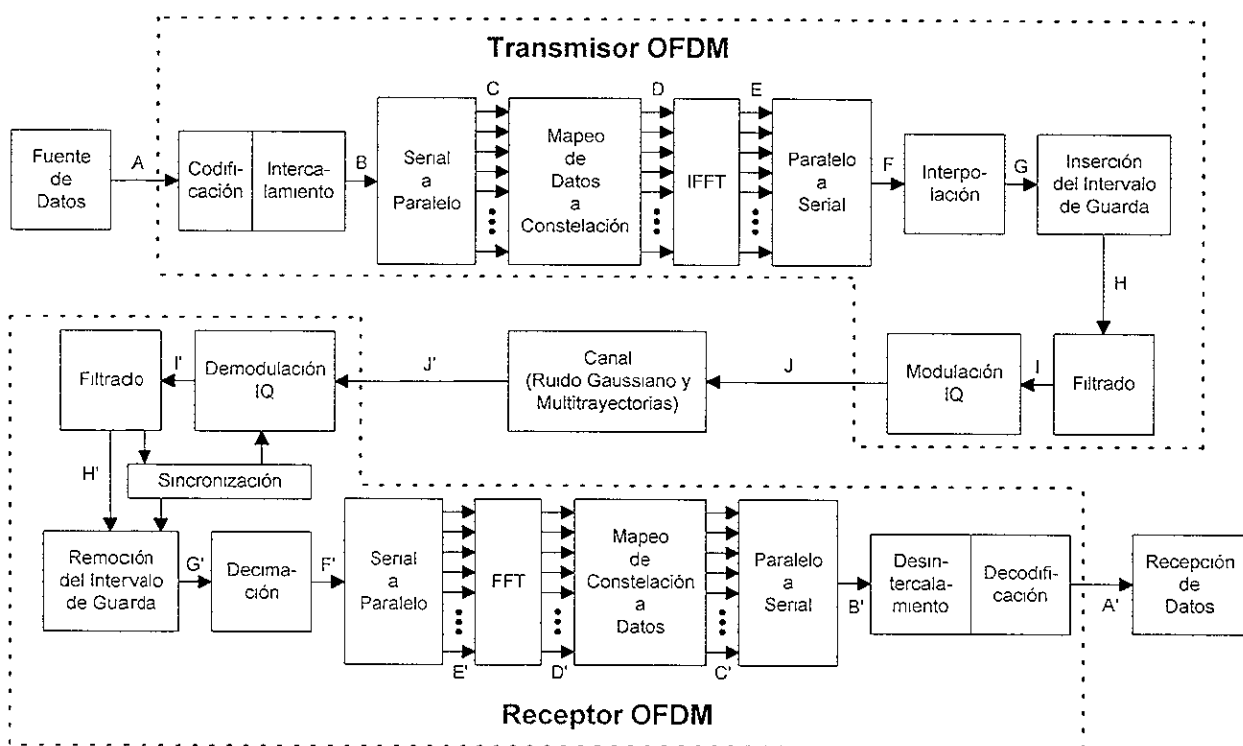 Transmisor OFDM
Fuente
de
Datos
A
Codifi-
cación
Interca-
lamiento
B
Serial
a
Paralelo
C
Mapeo
de
Datos
a
Constelación
D
IFFT
E
Paralelo
a
Serial
F
Interpo-
lación
G
Inserción
del Intervalo
de Guarda
H
Filtrado
I
Modulación
IQ
J
Canal
(Ruido Gaussiano y
Multitrayectorias)
J'
Demodulación
IQ
I'
Filtrado
H'
Sincronización
Remoción
del Intervalo
de Guarda
G'
Decima-
ción
F'
Serial
a
Paralelo
E'
FFT
D'
Mapeo
de
Constelación
a
Datos
C'
Paralelo
a
Serial
B'
Desin-
tercala-
miento
Decodifi-
cación
A'
Recepción
de
Datos
Receptor OFDM